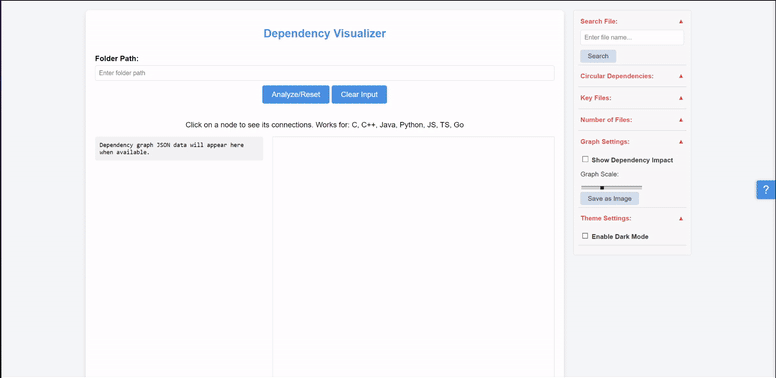 Dependency Visualizer
Folder Path:
Enter folder path
Analyze/Reset
Clear Input
Click on a node to see its connections. Works for: C, C++, Java, Python, JS, TS, Go
Dependency graph JSON data will appear here
when available.
Search File: ▲
Enter file name...
Search
Circular Dependencies: ▲
Key Files: ▲
Number of Files: ▲
Graph Settings: ▲
Show Dependency Impact
Graph Scale:
Save as Image
Theme Settings: ▲
Enable Dark Mode
?